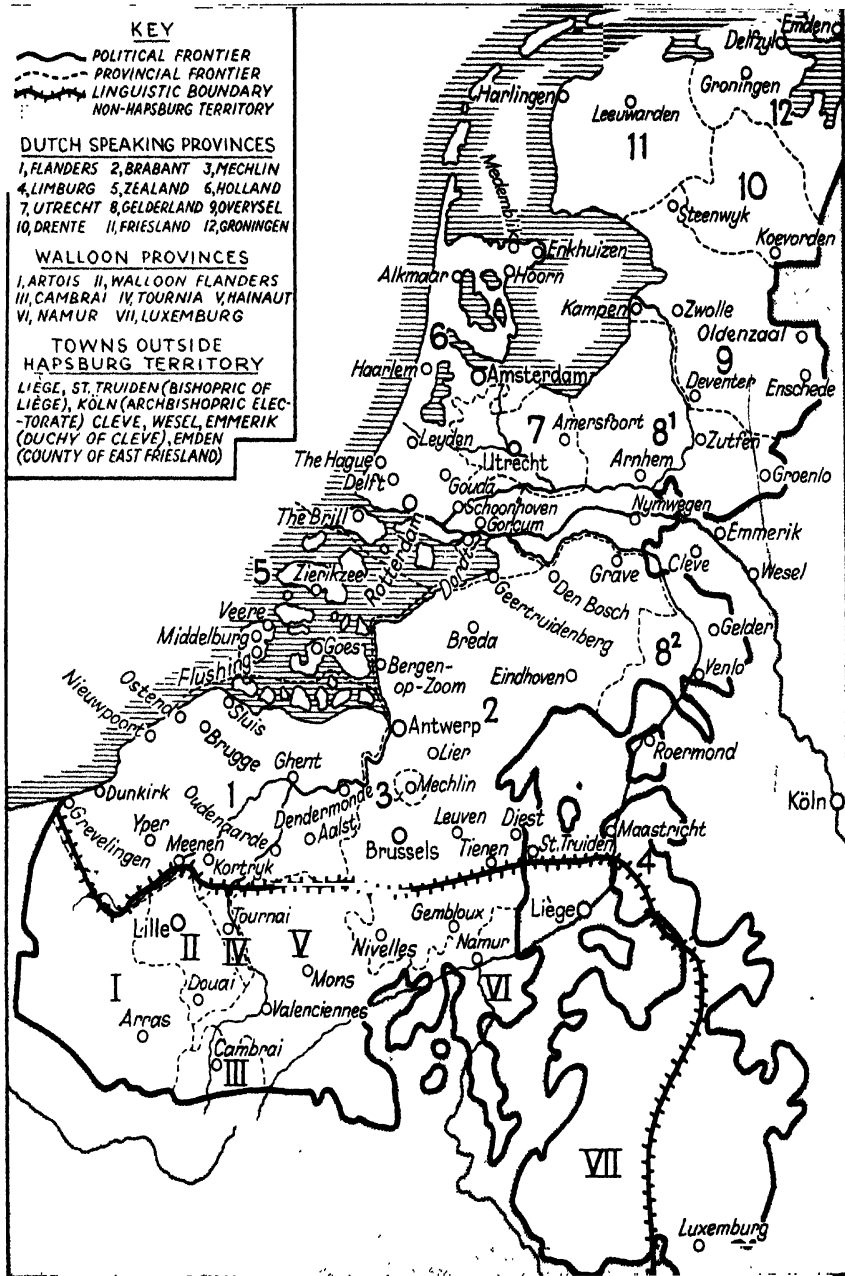 KEY
POLITICAL FRONTIER
PROVINCIAL FRONTIER
LINGUISTIC BOUNDARY
NON-HAPSBURG TERRITORY
DUTCH SPEAKING PROVINCES
1, FLANDERS 2, BRABANT 3, MECHLIN
4, LIMBURG 5, ZEALAND 6, HOLLAND
7, UTRECHT 8, GELDERLAND 9, OVERYSEL
10, DRENTE 11, FRIESLAND 12, GRONINGEN
WALLOON PROVINCES
I, ARTOIS II, WALLOON FLANDERS
III, CAMBRAI IV, TOURNIA V, HAINAUT
VI, NAMUR VII, LUXEMBURG
TOWNS OUTSIDE
HAPSBURG TERRITORY
LIÈGE, ST. TRUIDEN (BISHOPRIC OF
LIÈGE), KÖLN (ARCHBISHOPRIC ELEC-
-TORATE) CLEVE, WESEL, EMMERIK
(DUCHY OF CLEVE), EMDEN
(COUNTY OF EAST FRIESLAND)
Emden
Delfzyl
Groningen
Harlingen
Leeuwarden
12
11
Medemblik
10
Steenwyk
Koevorden
Enkhuizen
Hoorn
Alkmaar
Kampen
Zwolle
Oldenzaal
6
9
Haarlem
Amsterdam
Enschede
Deventer
7
Amersfoort
8¹
Leyden
Utrecht
Zutfen
The Hague
Arnhem
Groenlo
Delft
Gouda
Schoonhoven
Nymwegen
The Brill
Gorcum
Emmerik
Rotterdam
Dordt
Grave
Cleve
Wesel
5
Zierikzee
Den Bosch
Geertruidenberg
Veere
Middelburg
Breda
Gelder
Goes
8²
Flushing
Bergen-
op-Zoom
Eindhoven
Venlo
Nieuwpoort
Ostend
Sluis
Brugge
Antwerp
2
Lier
Roermond
Ghent
Dunkirk
1
Dendermonde
3
Mechlin
Köln
Grevelingen
Yper
Oudengarde
Aalst
Leuven
Diest
Maastricht
Meenen
Kortryk
Brussels
Tienen
St. Truiden
4
Lille
Tournai
Gembloux
Liège
II
IV
V
Nivelles
Namur
I
Douai
Mons
VI
Valenciennes
Arras
Cambrai
III
VII
Luxemburg